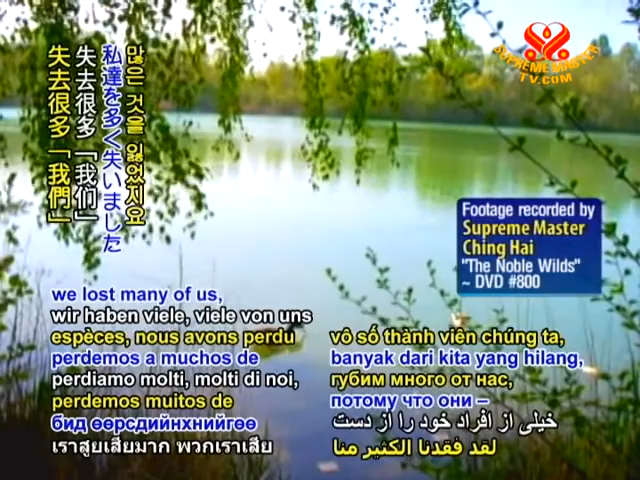 SUPREME MASTER
TV.COM
많은 것을 잃었지요
私達を多く失いました
失去很多「我们」
失去很多「我們」
Footage recorded by
Supreme Master
Ching Hai
"The Noble Wilds"
~ DVD #800
we lost many of us,
wir haben viele, viele von uns
espèces, nous avons perdu
perdemos a muchos de
perdiamo molti, molti di noi,
perdemos muitos de
бид өөрсдийнхнийгөө
เราสูยเสียมาก พวกเราเสีย
vô số thành viên chúng ta,
banyak dari kita yang hilang,
губим много от нас,
потому что они –
خیلی از افراد خود را از دست
لقد فقدنا الكثير منا